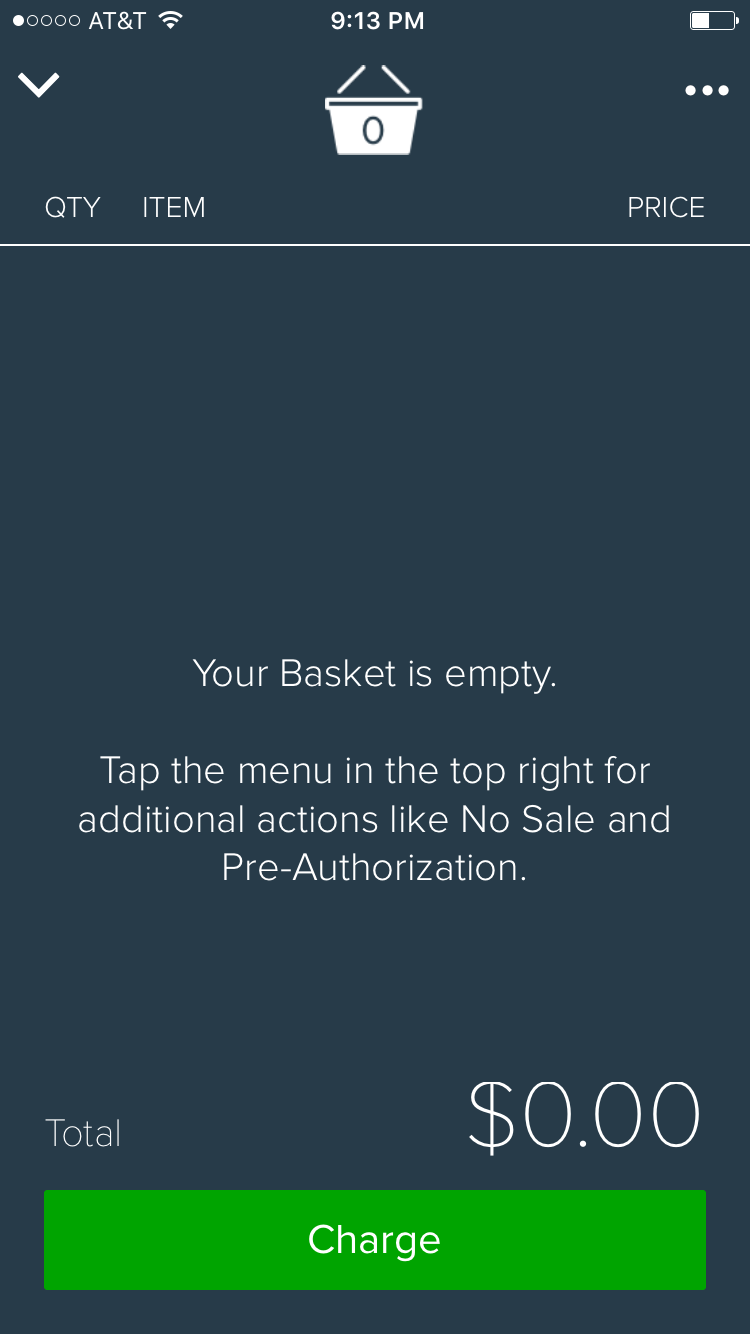 AT&T 9:13 PM
0
QTY ITEM PRICE
Your Basket is empty.
Tap the menu in the top right for
additional actions like No Sale and
Pre-Authorization.
Total $0.00
Charge